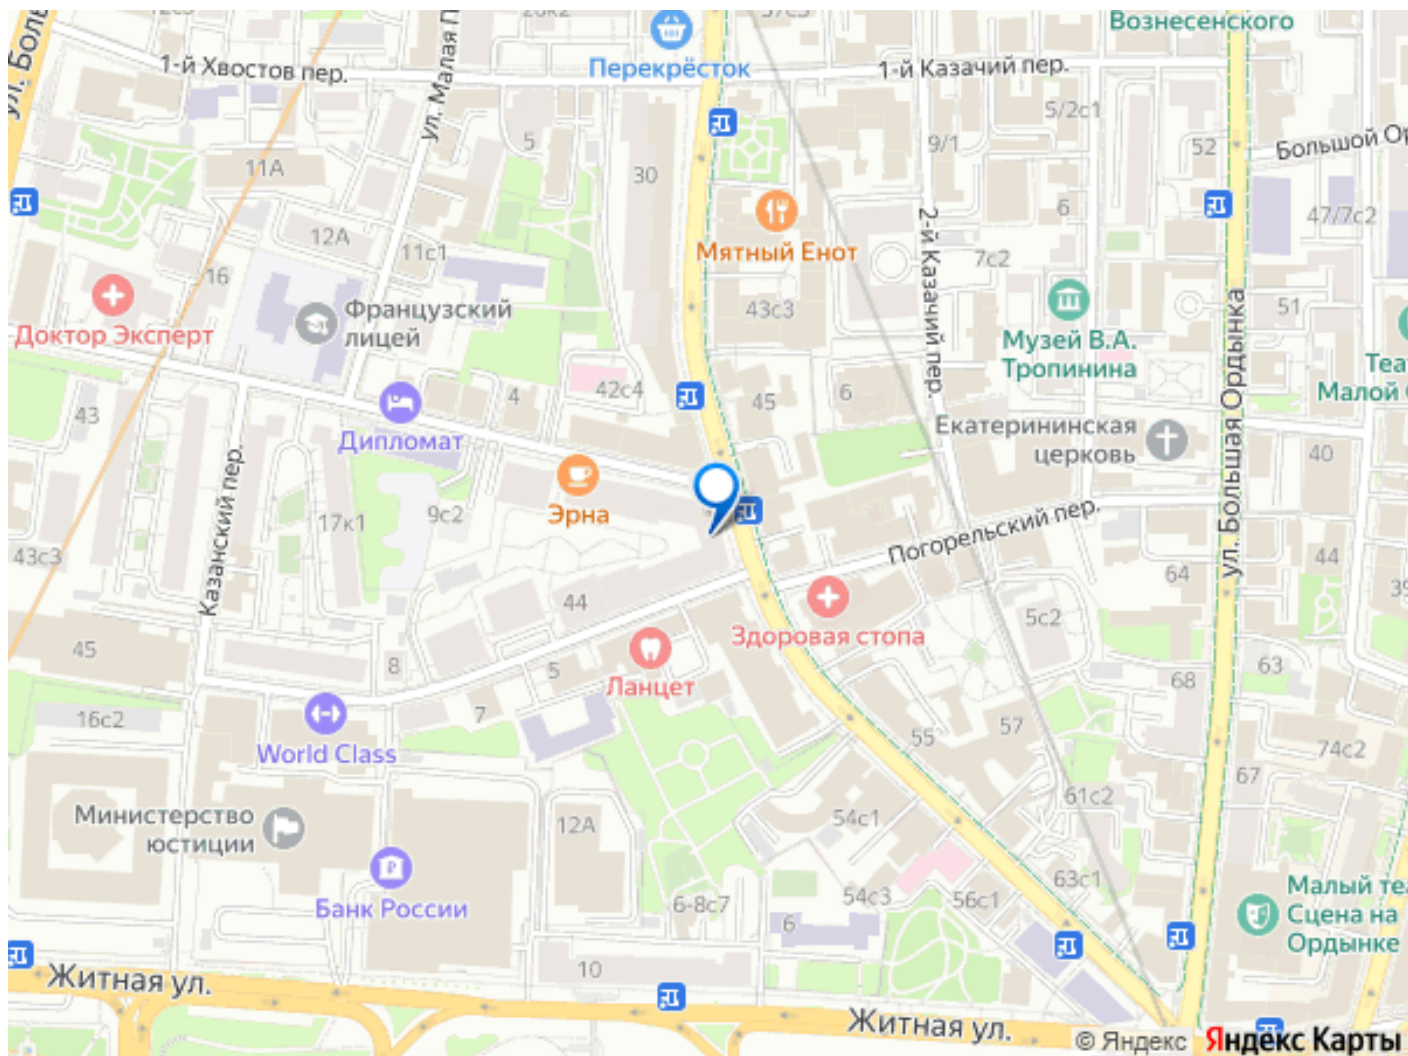 ул. Боль
26к2
37с3
Вознесенского
1-й Хвостов пер.
ул. Малая П
Перекрёсток
1-й Казачий пер.
5/2с1
5
9/1
52
Большой Ор
11А
30
6
47/7с2
12А
11с1
Мятный Енот
2-й Казачий пер.
7с2
16
Французский
лицей
43с3
Музей В.А.
Тропинина
51
Доктор Эксперт
Теа
Малой
42с4
4
45
6
ул. Большая Ордынка
43
Дипломат
Екатерининская
церковь
40
Казанский пер.
17к1
9с2
Эрна
Погорельский пер.
43с3
44
64
44
39
5с2
Здоровая стопа
45
8
5
Ланцет
63
68
16с2
7
World Class
55
57
74с2
67
61с2
Министерство
юстиции
12А
54с1
63с1
Банк России
6-8с7
54с3
56с1
6
Малый теа
Сцена на
Ордынке
Житная ул.
10
Житная ул.
© Яндекс
Яндекс Карты